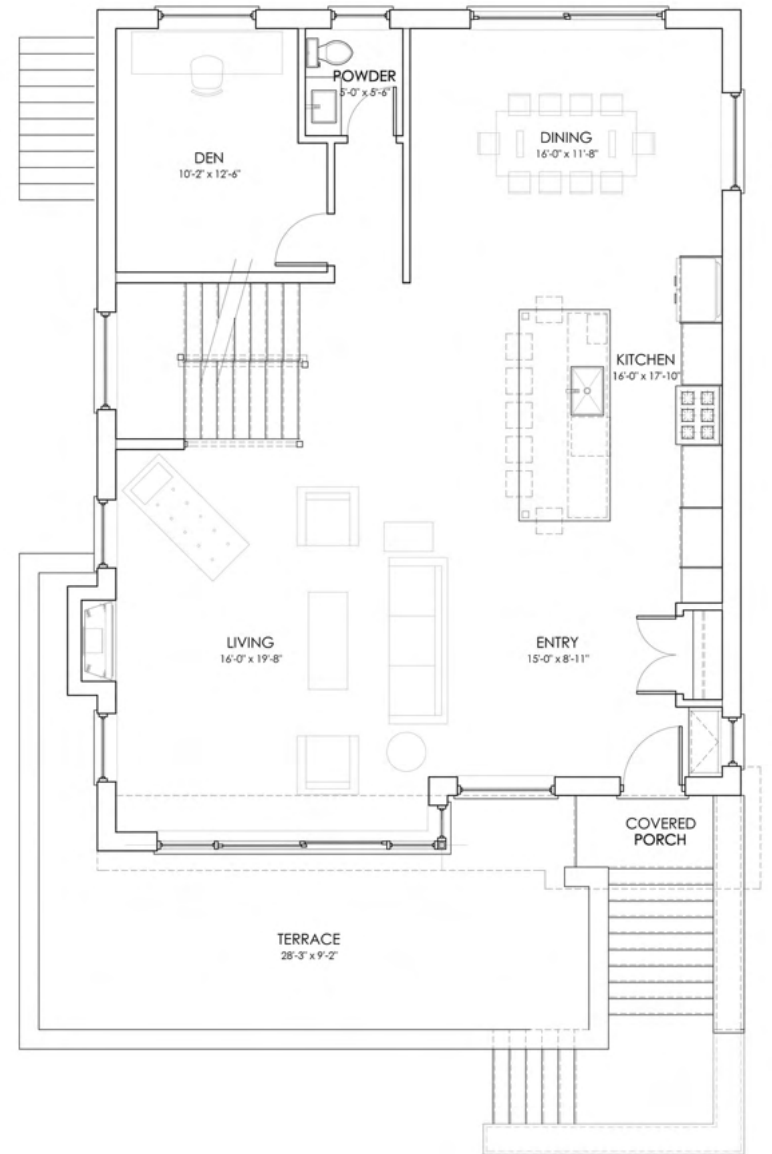 POWDER
5'-0" x 5'-6"
DEN
10'-2" x 12'-6"
DINING
16'-0" x 11'-8"
KITCHEN
16'-0" x 17'-10"
LIVING
16'-0" x 19'-8"
ENTRY
15'-0" x 8'-11"
COVERED
PORCH
TERRACE
28'-3" x 9'-2"